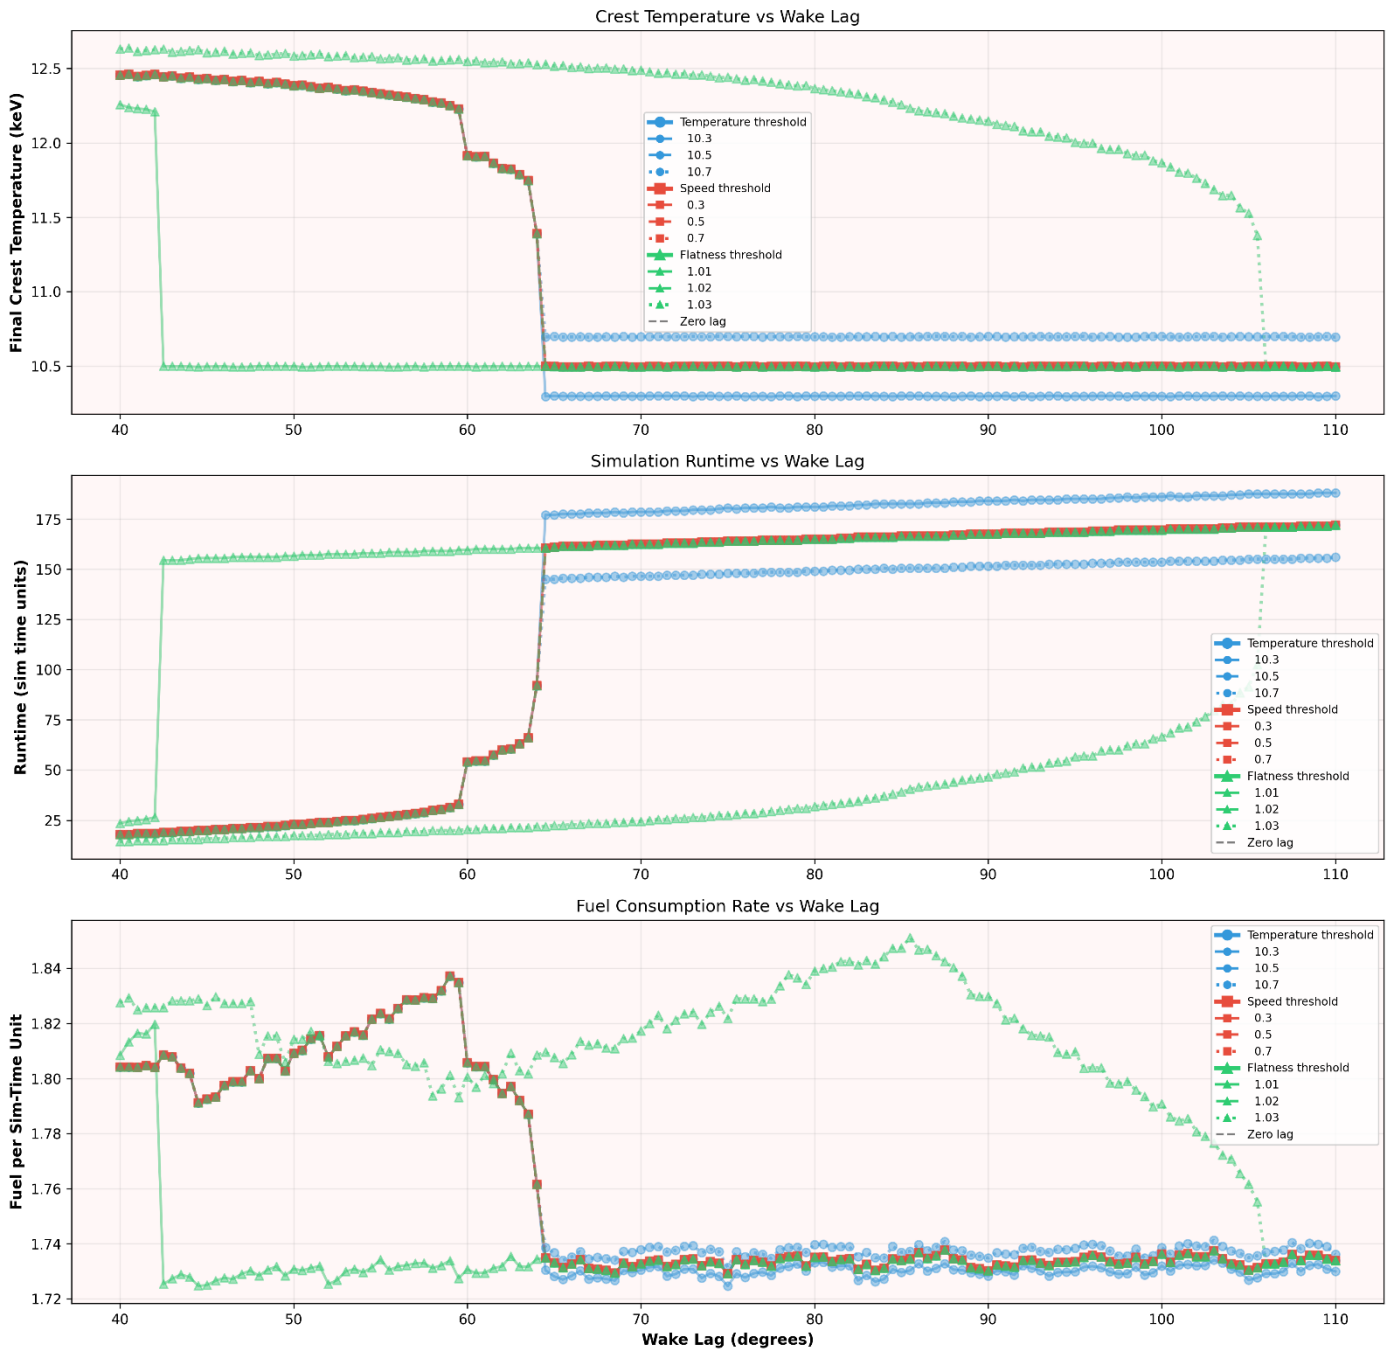 Crest Temperature vs Wake Lag
Final Crest Temperature (keV)
12.5
12.0
11.5
11.0
10.5
Temperature threshold
10.3
10.5
10.7
Speed threshold
0.3
0.5
0.7
Flatness threshold
1.01
1.02
1.03
Zero lag
40 50 60 70 80 90 100 110
Simulation Runtime vs Wake Lag
Runtime (sim time units)
175
150
125
100
75
50
25
Temperature threshold
10.3
10.5
10.7
Speed threshold
0.3
0.5
0.7
Flatness threshold
1.01
1.02
1.03
Zero lag
40 50 60 70 80 90 100 110
Fuel Consumption Rate vs Wake Lag
Fuel per Sim-Time Unit
1.84
1.82
1.80
1.78
1.76
1.74
1.72
Temperature threshold
10.3
10.5
10.7
Speed threshold
0.3
0.5
0.7
Flatness threshold
1.01
1.02
1.03
Zero lag
40 50 60 70 80 90 100 110
Wake Lag (degrees)